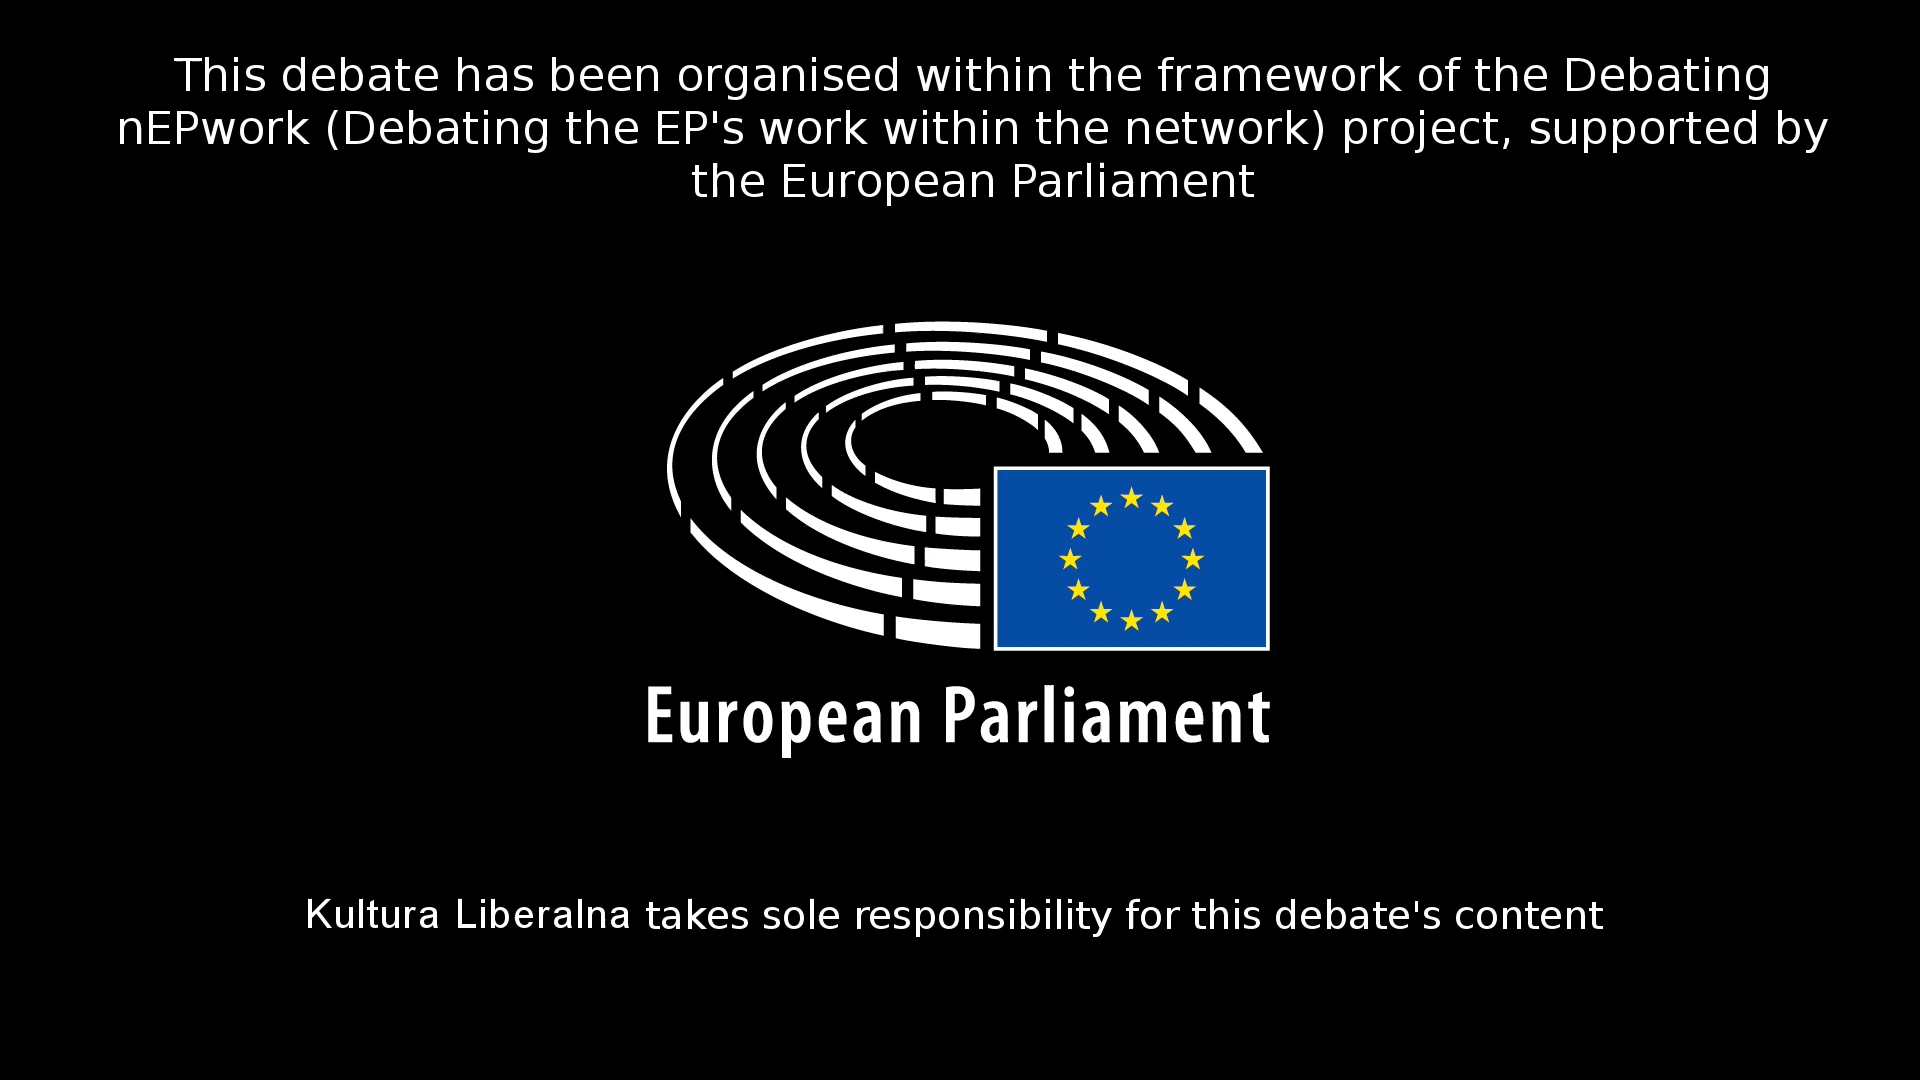 This debate has been organised within the framework of the Debating
nEPwork (Debating the EP's work within the network) project, supported by
the European Parliament
European Parliament
Kultura Liberalna takes sole responsibility for this debate's content